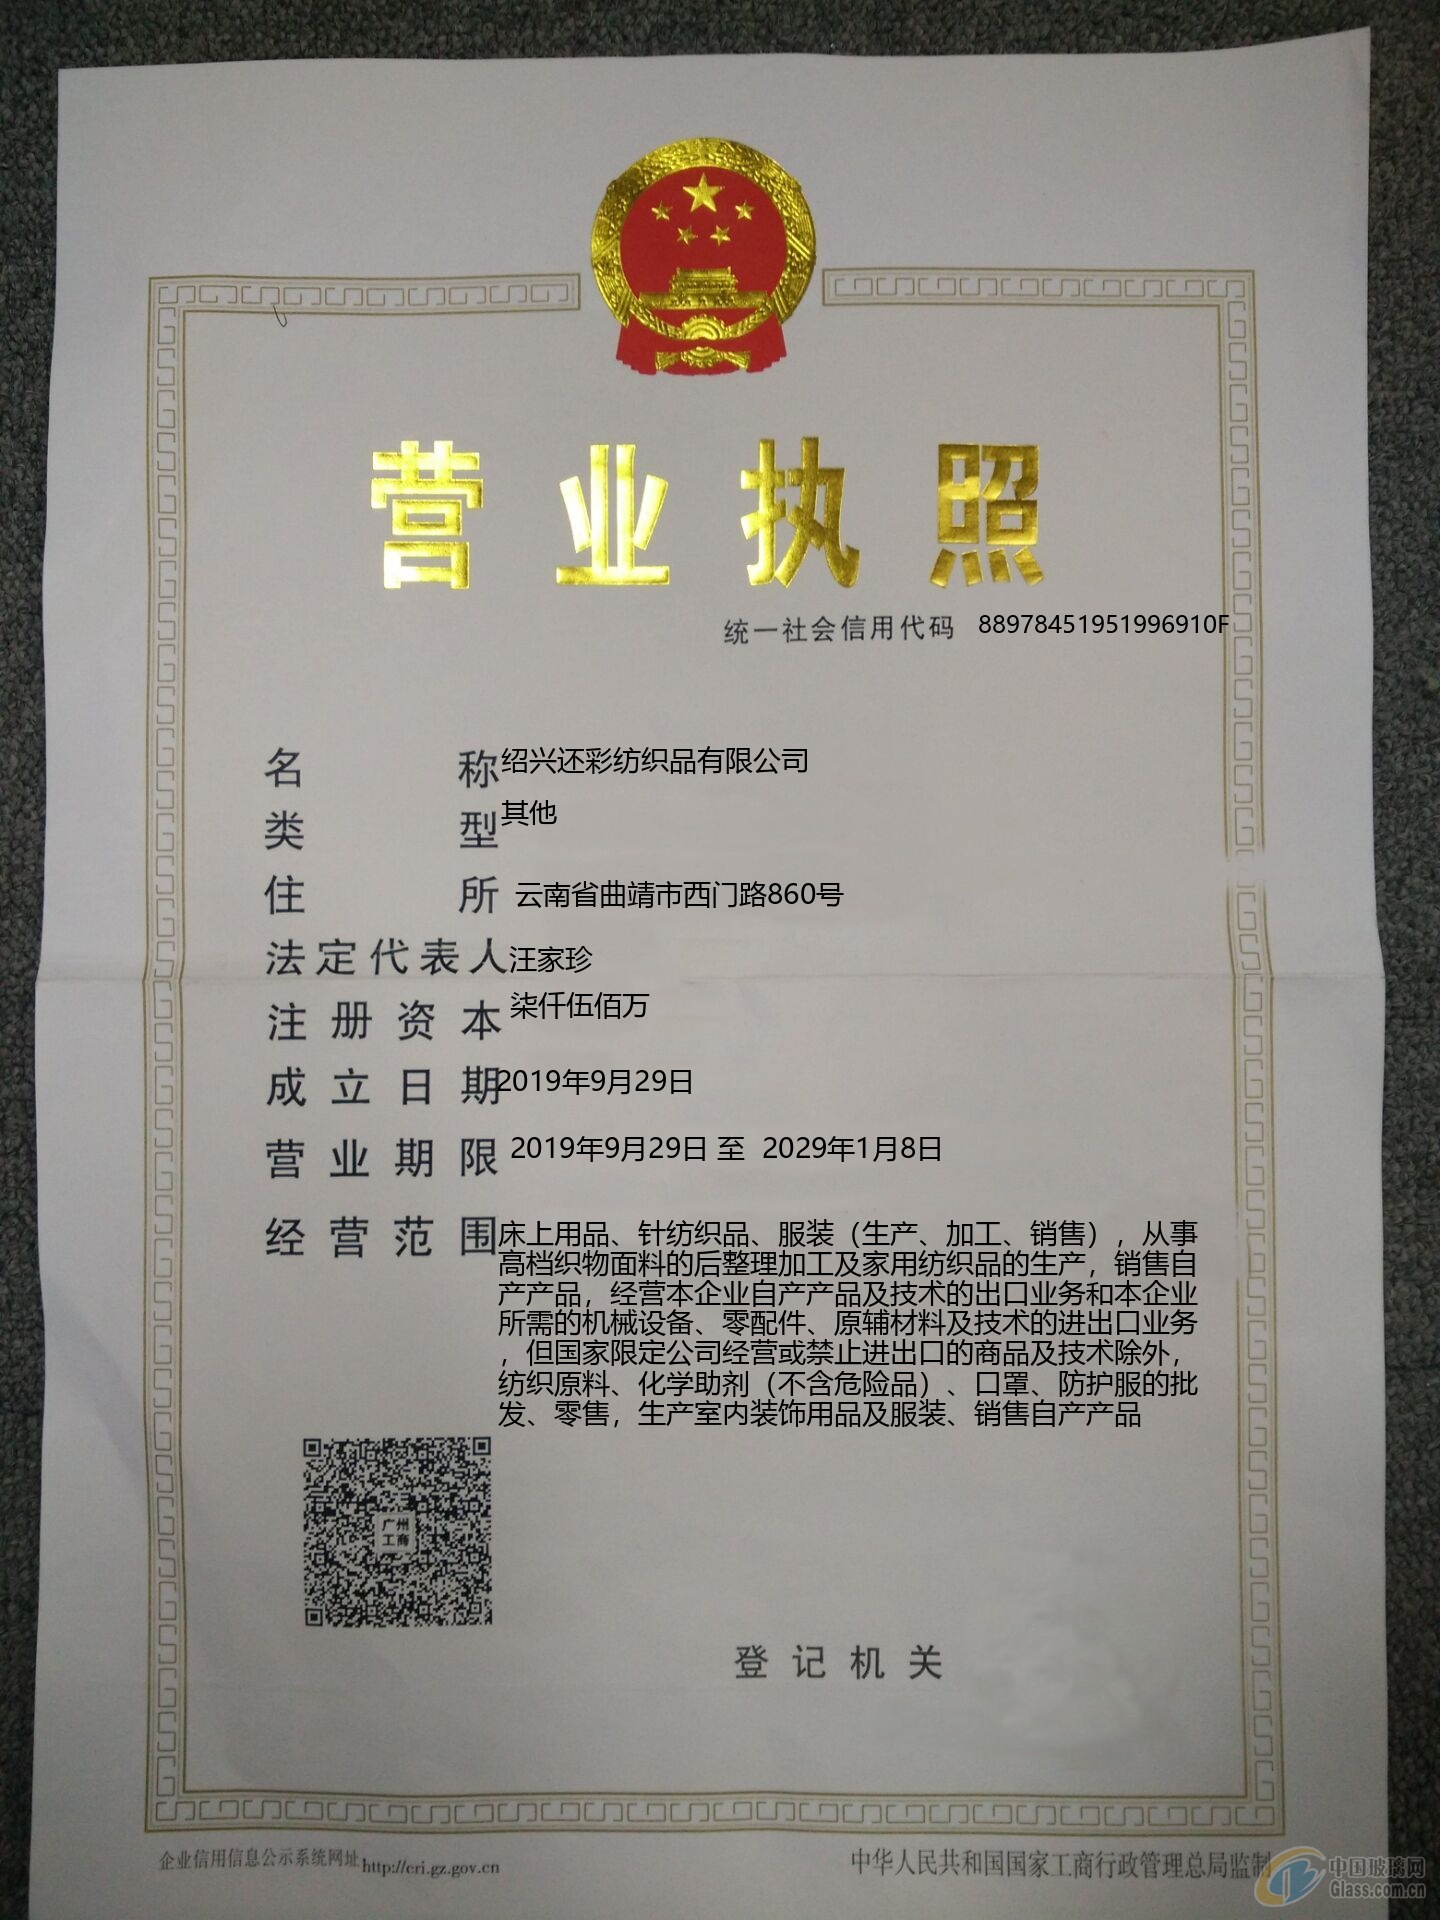 营业执照
统一社会信用代码 88978451951996910F
名称 绍兴还彩纺织品有限公司
类型 其他
住所 云南省曲靖市西门路860号
法定代表人 汪家珍
注册资本 柒仟伍佰万
成立日期 2019年9月29日
营业期限 2019年9月29日 至 2029年1月8日
经营范围 床上用品、针纺织品、服装（生产、加工、销售），从事
高档织物面料的后整理加工及家用纺织品的生产，销售自
产产品，经营本企业自产产品及技术的出口业务和本企业
所需的机械设备、零配件、原辅材料及技术的进出口业务
，但国家限定公司经营或禁止进出口的商品及技术除外，
纺织原料、化学助剂（不含危险品）、口罩、防护服的批
发、零售，生产室内装饰用品及服装、销售自产产品
广州
工商
登记机关
企业信用信息公示系统网址 http://cri.gz.gov.cn
中华人民共和国国家工商行政管理总局监制
中国玻璃网
Glass.com.cn